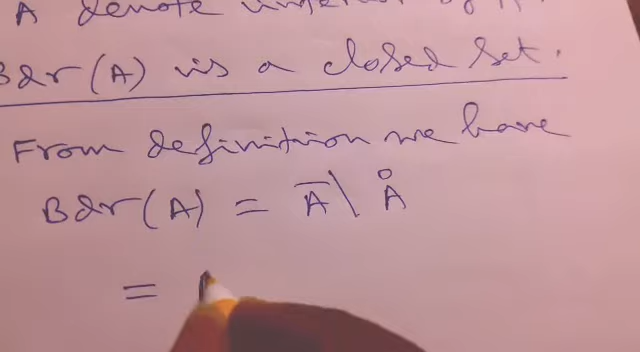 A denote
Bdr(A) is a closed set.
From definition we have
Bdr(A) = A̅ \ Å
=